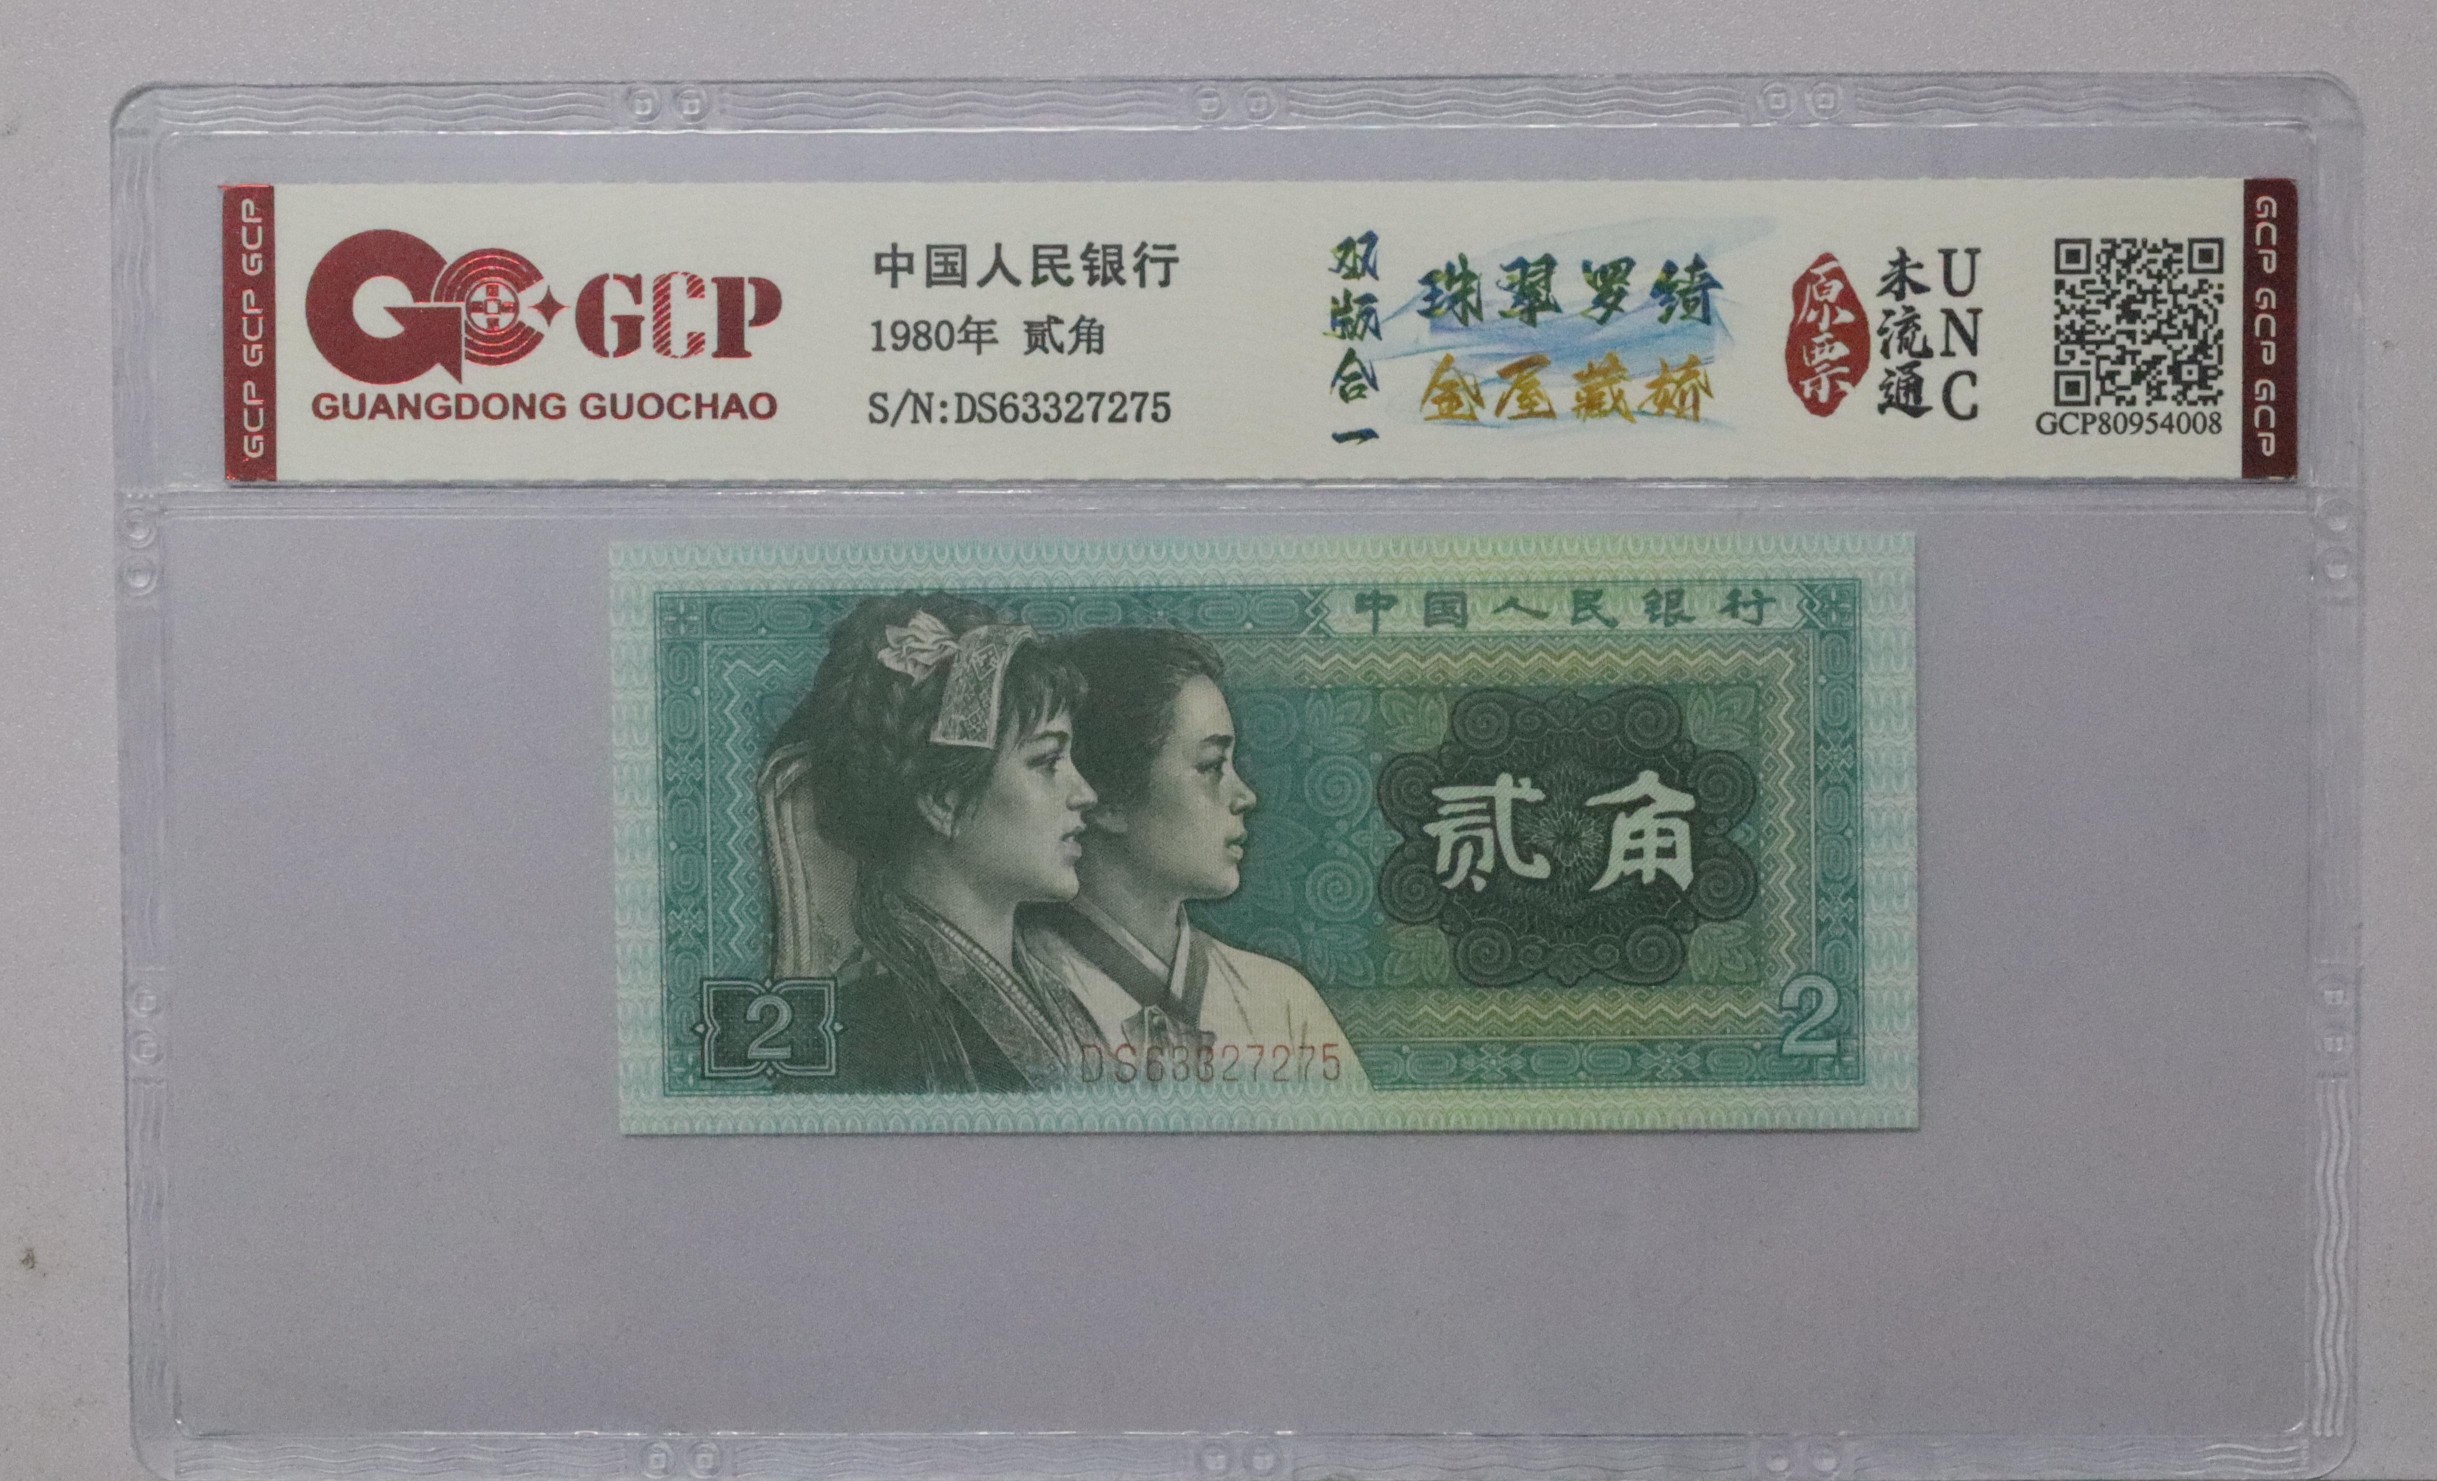 GCP GCP GCP
GCP
GUANGDONG GUOCHAO
中国人民银行
1980年 贰角
S/N:DS63327275
双版合一
珠翠罗绮
金屋藏娇
原票
未流通
UNC
GCP80954008
GCP GCP GCP
中国人民银行
贰角
2
2
DS63327275